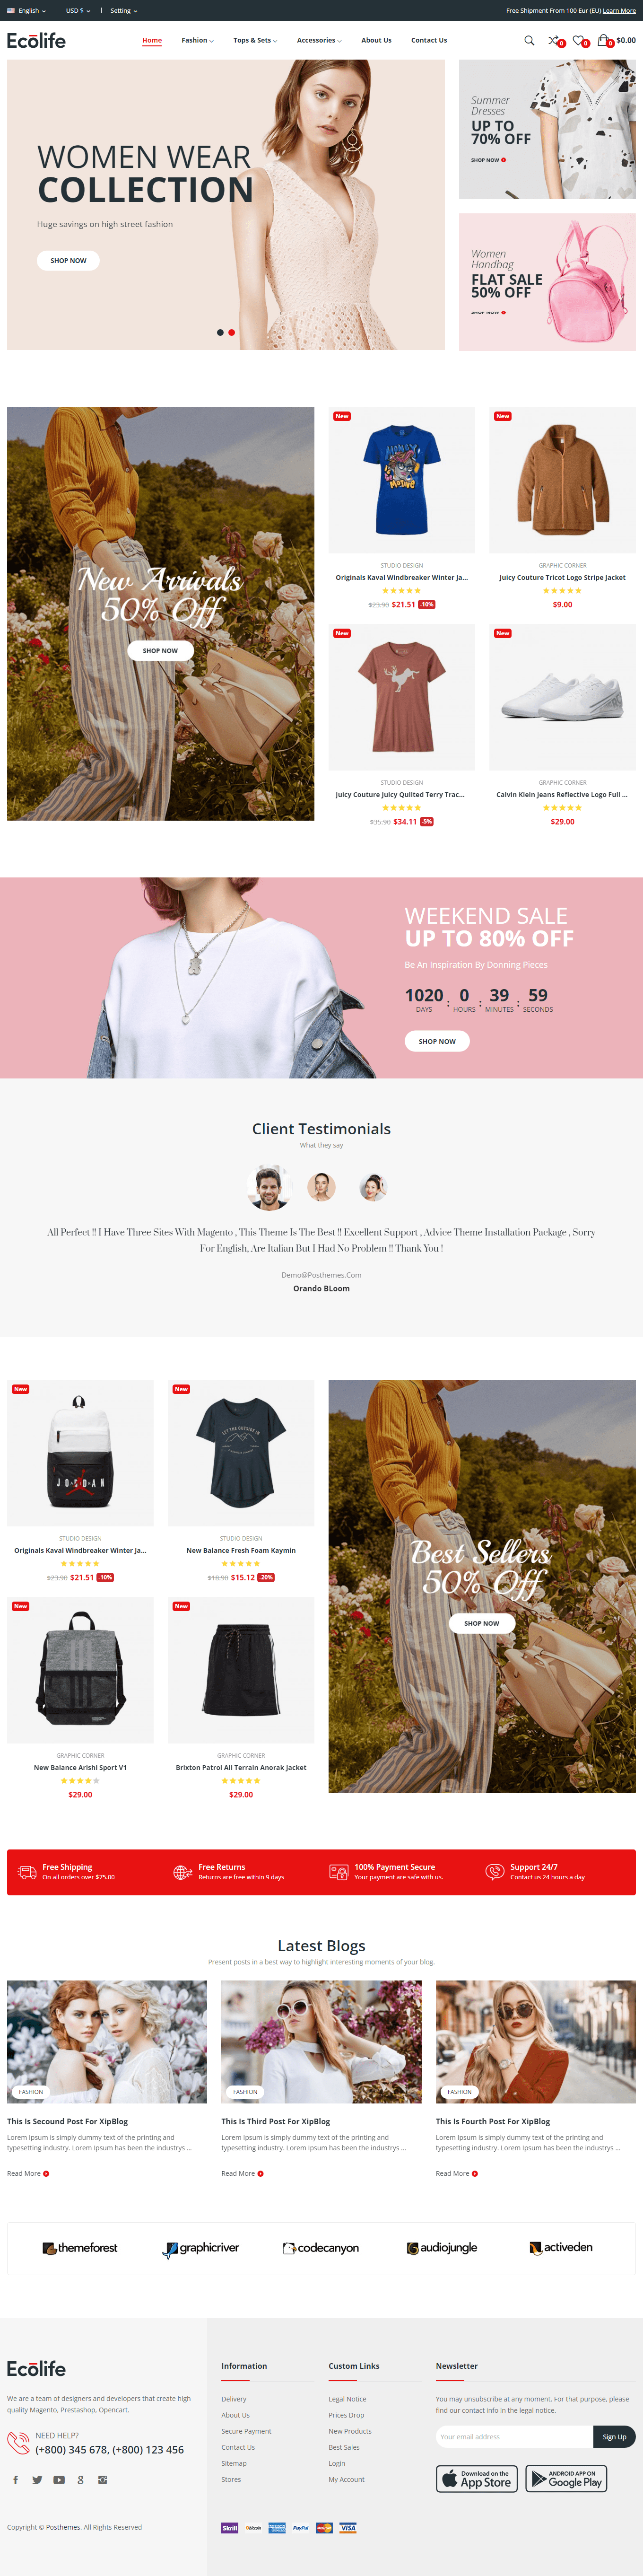 English
USD $
Setting
Free Shipment From 100 Eur (EU) Learn More
Ecolife
Home
Fashion
Tops & Sets
Accessories
About Us
Contact Us
0
0
0
$0.00
WOMEN WEAR
COLLECTION
Huge savings on high street fashion
SHOP NOW
Summer
Dresses
UP TO
70% OFF
SHOP NOW
Women
Handbag
FLAT SALE
50% OFF
SHOP NOW
New Arrivals
50% Off
SHOP NOW
New
MONEY
MOTIVE
STUDIO DESIGN
Originals Kaval Windbreaker Winter Ja...
$23.90 $21.51 -10%
New
GRAPHIC CORNER
Juicy Couture Tricot Logo Stripe Jacket
$9.00
New
STUDIO DESIGN
Juicy Couture Juicy Quilted Terry Trac...
$35.90 $34.11 -5%
New
GRAPHIC CORNER
Calvin Klein Jeans Reflective Logo Full ...
$29.00
WEEKEND SALE
UP TO 80% OFF
Be An Inspiration By Donning Pieces
1020 : 0 : 39 : 59
DAYS HOURS MINUTES SECONDS
SHOP NOW
Client Testimonials
What they say
All Perfect !! I Have Three Sites With Magento , This Theme Is The Best !! Excellent Support , Advice Theme Installation Package , Sorry
For English, Are Italian But I Had No Problem !! Thank You !
Demo@Posthemes.Com
Orando BLoom
New
JORDAN
STUDIO DESIGN
Originals Kaval Windbreaker Winter Ja...
$23.90 $21.51 -10%
New
LET THE OUTSIDE IN
STUDIO DESIGN
New Balance Fresh Foam Kaymin
$18.90 $15.12 -20%
New
GRAPHIC CORNER
New Balance Arishi Sport V1
$29.00
New
GRAPHIC CORNER
Brixton Patrol All Terrain Anorak Jacket
$29.00
Best Sellers
50% Off
SHOP NOW
Free Shipping
On all orders over $75.00
Free Returns
Returns are free within 9 days
100% Payment Secure
Your payment are safe with us.
Support 24/7
Contact us 24 hours a day
Latest Blogs
Present posts in a best way to highlight interesting moments of your blog.
FASHION
This Is Secound Post For XipBlog
Lorem Ipsum is simply dummy text of the printing and
typesetting industry. Lorem Ipsum has been the industrys ...
Read More
FASHION
This Is Third Post For XipBlog
Lorem Ipsum is simply dummy text of the printing and
typesetting industry. Lorem Ipsum has been the industrys ...
Read More
FASHION
This Is Fourth Post For XipBlog
Lorem Ipsum is simply dummy text of the printing and
typesetting industry. Lorem Ipsum has been the industrys ...
Read More
themeforest
graphicriver
codecanyon
audiojungle
activeden
Ecolife
We are a team of designers and developers that create high
quality Magento, Prestashop, Opencart.
NEED HELP?
(+800) 345 678, (+800) 123 456
Copyright © Posthemes. All Rights Reserved
Information
Delivery
About Us
Secure Payment
Contact Us
Sitemap
Stores
Custom Links
Legal Notice
Prices Drop
New Products
Best Sales
Login
My Account
Newsletter
You may unsubscribe at any moment. For that purpose, please
find our contact info in the legal notice.
Your email address
Sign Up
Download on the
App Store
ANDROID APP ON
Google Play
Skrill
bitcoin
PayPal
VISA